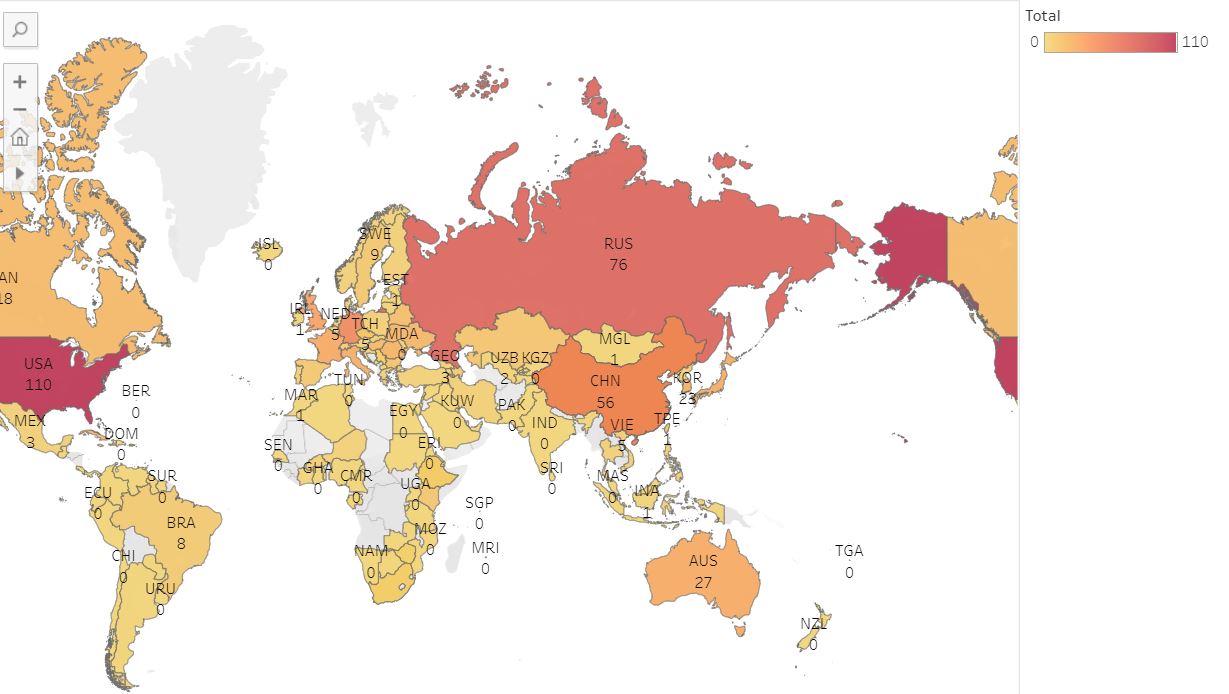 Total
0
110
ISL
0
SWE
9
RUS
76
AN
18
EST
1
IRL
1
NED
5
TCH
5
MDA
0
MGL
1
USA
110
GEO
3
UZB
2
KGZ
0
CHN
56
KOR
23
BER
0
TUN
0
MAR
1
KUW
0
PAK
0
MEX
3
EGY
0
IND
0
VIE
5
TPE
1
DOM
0
SEN
0
ERI
0
GHA
0
CMR
0
SRI
0
MAS
0
SUR
0
UGA
0
INA
1
ECU
0
SGP
0
BRA
8
MOZ
0
CHI
0
NAM
0
MRI
0
AUS
27
TGA
0
URU
0
NZL
0